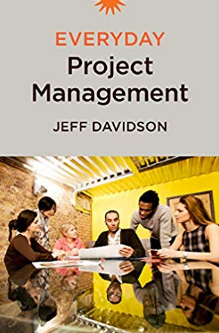 EVERYDAY
Project
Management
JEFF DAVIDSON